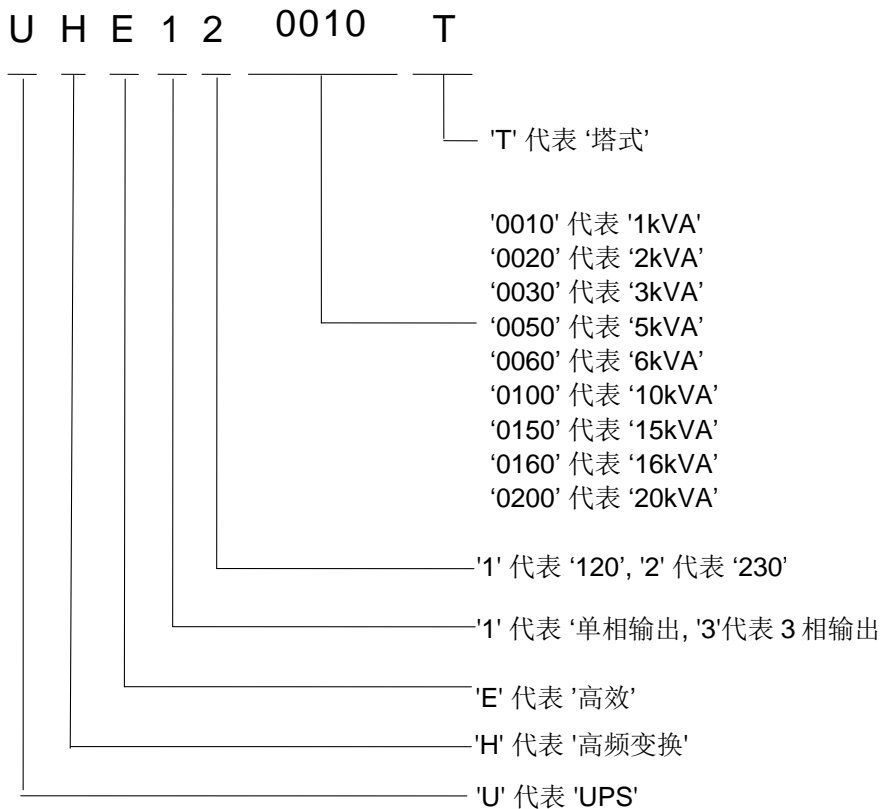 U H E 1 2 0010 T
'T' 代表 ‘塔式’
'0010' 代表 '1kVA'
‘0020’ 代表 ‘2kVA’
‘0030’ 代表 ‘3kVA’
‘0050’ 代表 ‘5kVA’
‘0060’ 代表 ‘6kVA’
‘0100’ 代表 ‘10kVA’
‘0150’ 代表 ‘15kVA’
‘0160’ 代表 ‘16kVA’
‘0200’ 代表 ‘20kVA’
'1' 代表 ‘120’, '2' 代表 ‘230’
'1' 代表 ‘单相输出, '3'代表 3 相输出
'E' 代表 '高效'
'H' 代表 '高频变换'
'U' 代表 'UPS'